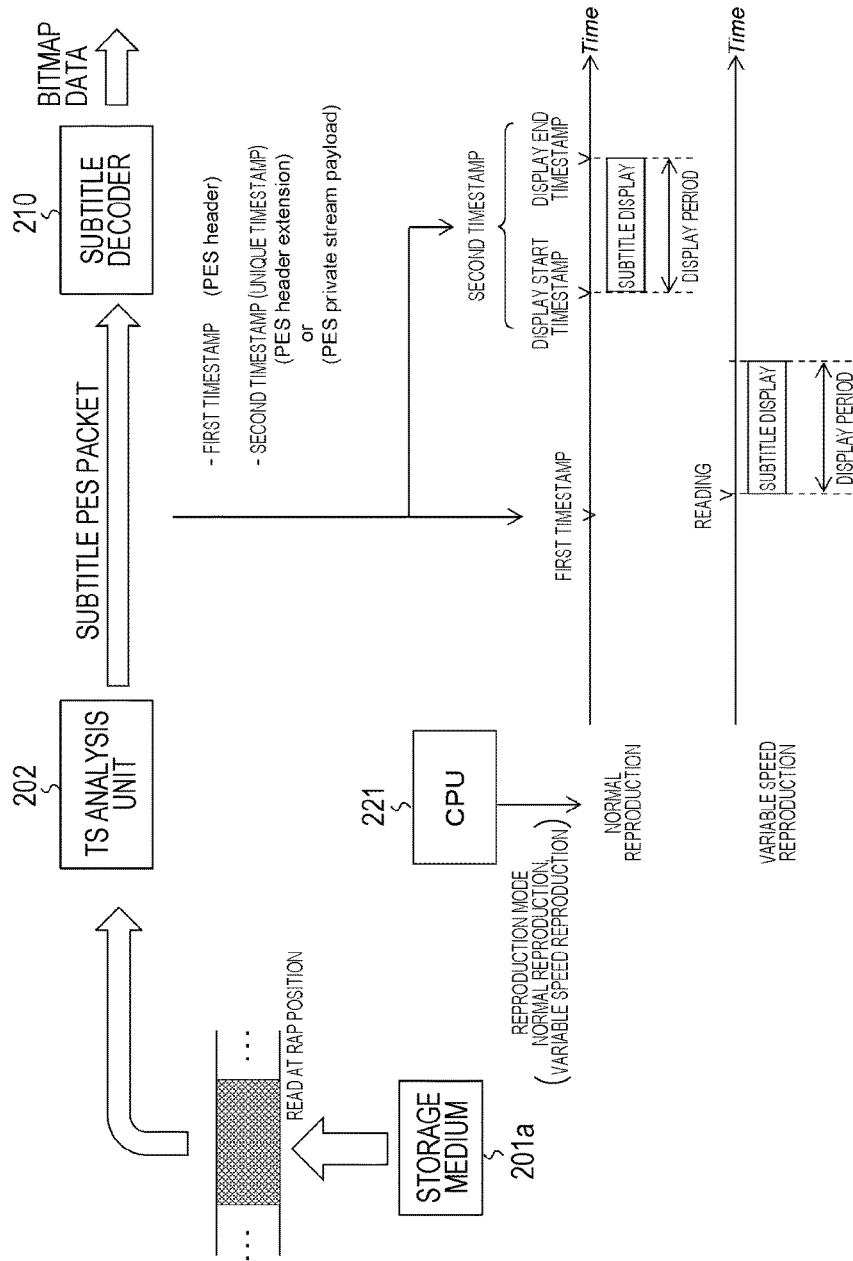 202
TS ANALYSIS
UNIT
SUBTITLE PES PACKET
210
SUBTITLE
DECODER
BITMAP
DATA
- FIRST TIMESTAMP (PES header)
- SECOND TIMESTAMP (UNIQUE TIMESTAMP)
(PES header extension)
or
(PES private stream payload)
...
...
READ AT RAP POSITION
STORAGE
MEDIUM
201a
221
CPU
REPRODUCTION MODE
(NORMAL REPRODUCTION,
VARIABLE SPEED REPRODUCTION)
SECOND TIMESTAMP
FIRST TIMESTAMP
DISPLAY START
TIMESTAMP
DISPLAY END
TIMESTAMP
NORMAL
REPRODUCTION
Time
SUBTITLE DISPLAY
DISPLAY PERIOD
READING
VARIABLE SPEED
REPRODUCTION
Time
SUBTITLE DISPLAY
DISPLAY PERIOD